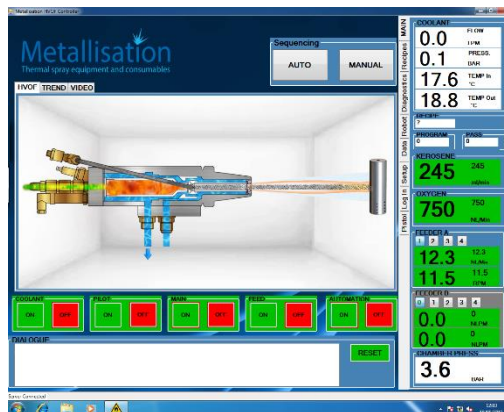 Metallisation HVOF Controller
Metallisation
Thermal spray equipment and consumables
Sequencing
AUTO
MANUAL
HVOF
TREND
VIDEO
MAIN
Recipes
Diagnostics
Robot
Data
Setup
Log In
Pistol
COOLANT
0.0
FLOW
LPM
0.1
PRESS.
BAR
17.6
TEMP In
°C
18.8
TEMP Out
°C
RECIPE
?
PROGRAM
0
PASS
0
KEROSENE
245
245
ml/min
OXYGEN
750
750
NL/Min
FEEDER A
1 2 3 4
12.3
12.3
NL/Min
11.5
11.5
RPM
FEEDER B
0 1 2 3 4
0.0
0
NLPM
0.0
0
NLPM
CHAMBER PRESS
3.6
BAR
COOLANT
ON
OFF
PILOT
ON
OFF
MAIN
ON
OFF
FEED
ON
OFF
AUTOMATION
ON
OFF
DIALOGUE
RESET